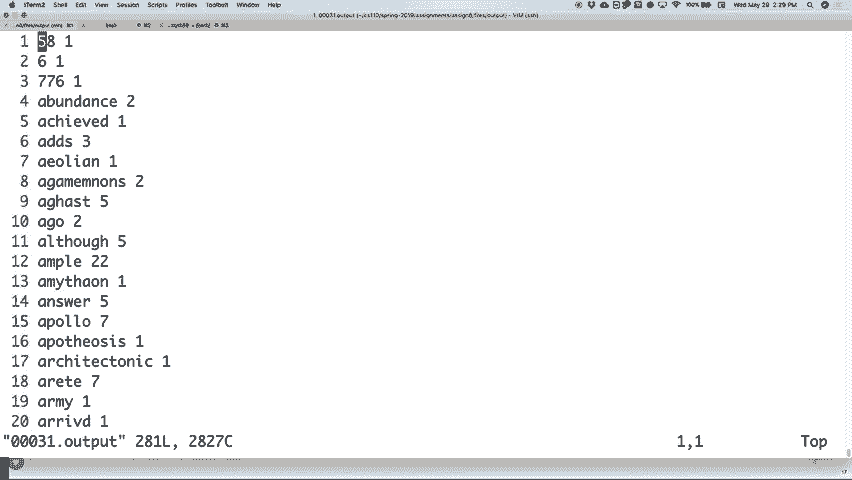 iTerm2 Shell Edit View Session Scripts Profiles Toolbelt Window Help 100% Wed May 29 2:29 PM
1. 00031.output (~/cs110/spring-2019/assignments/assign8_files/output) - VIM (ssh)
1 58 1
2 6 1
3 776 1
4 abundance 2
5 achieved 1
6 adds 3
7 aeolian 1
8 agamemnons 2
9 aghast 5
10 ago 2
11 although 5
12 ample 22
13 amythaon 1
14 answer 5
15 apollo 7
16 apotheosis 1
17 architectonic 1
18 arete 7
19 army 1
20 arrivd 1
"00031.output" 281L, 2827C 1,1 Top
17